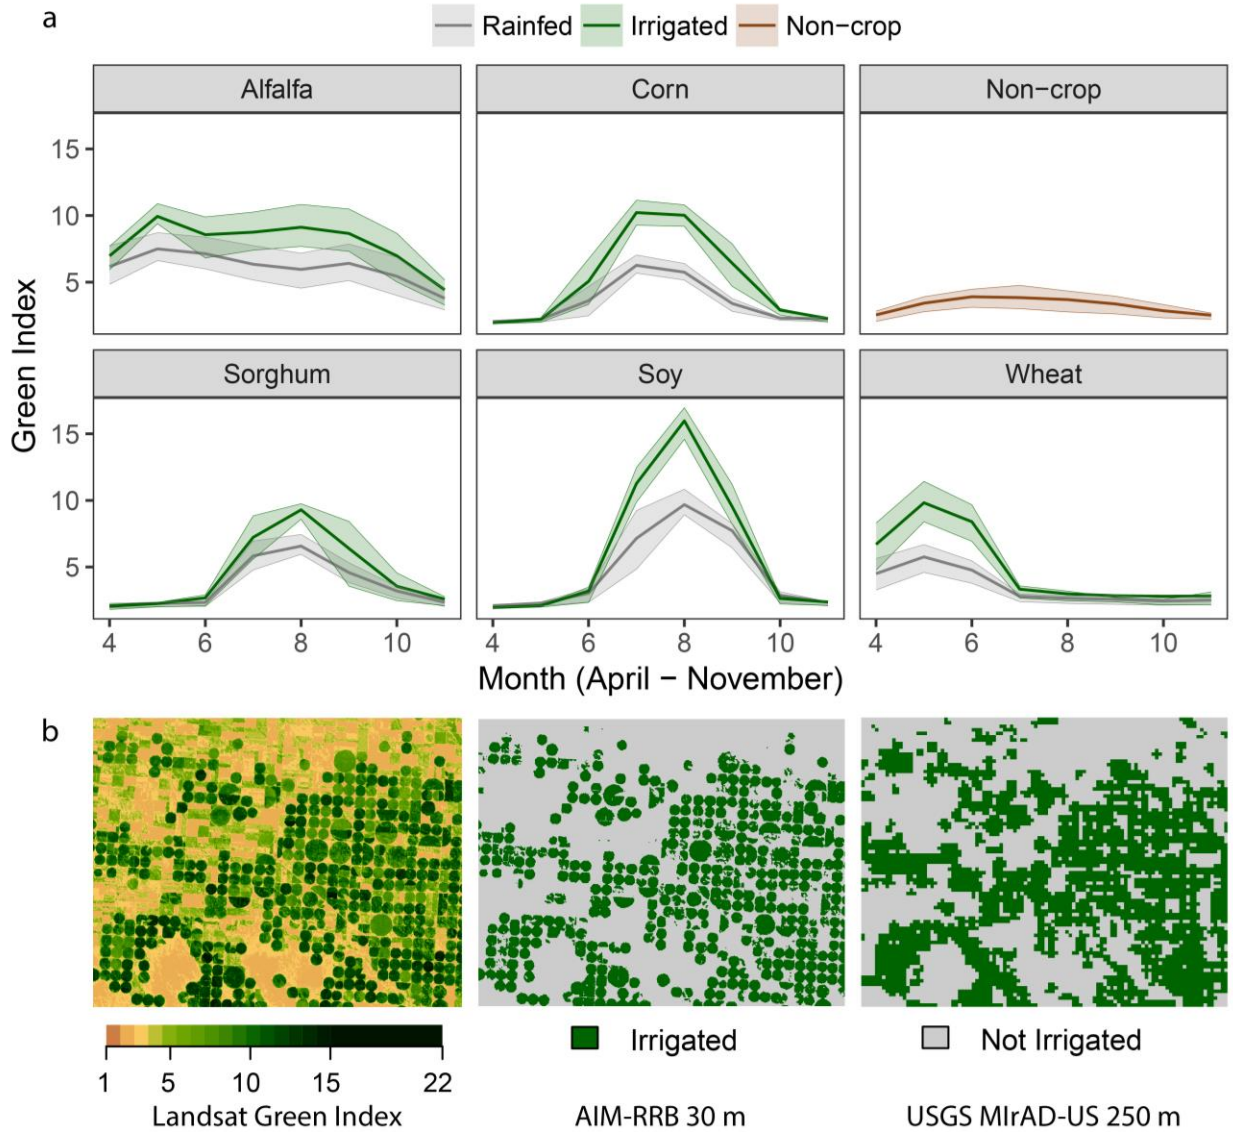 a
Rainfed Irrigated Non−crop
Alfalfa Corn Non−crop
15
10
5
Sorghum Soy Wheat
15
10
5
Green Index
4 6 8 10 4 6 8 10 4 6 8 10
Month (April − November)
b
Irrigated Not Irrigated
1 5 10 15 22
Landsat Green Index AIM-RRB 30 m USGS MIrAD-US 250 m